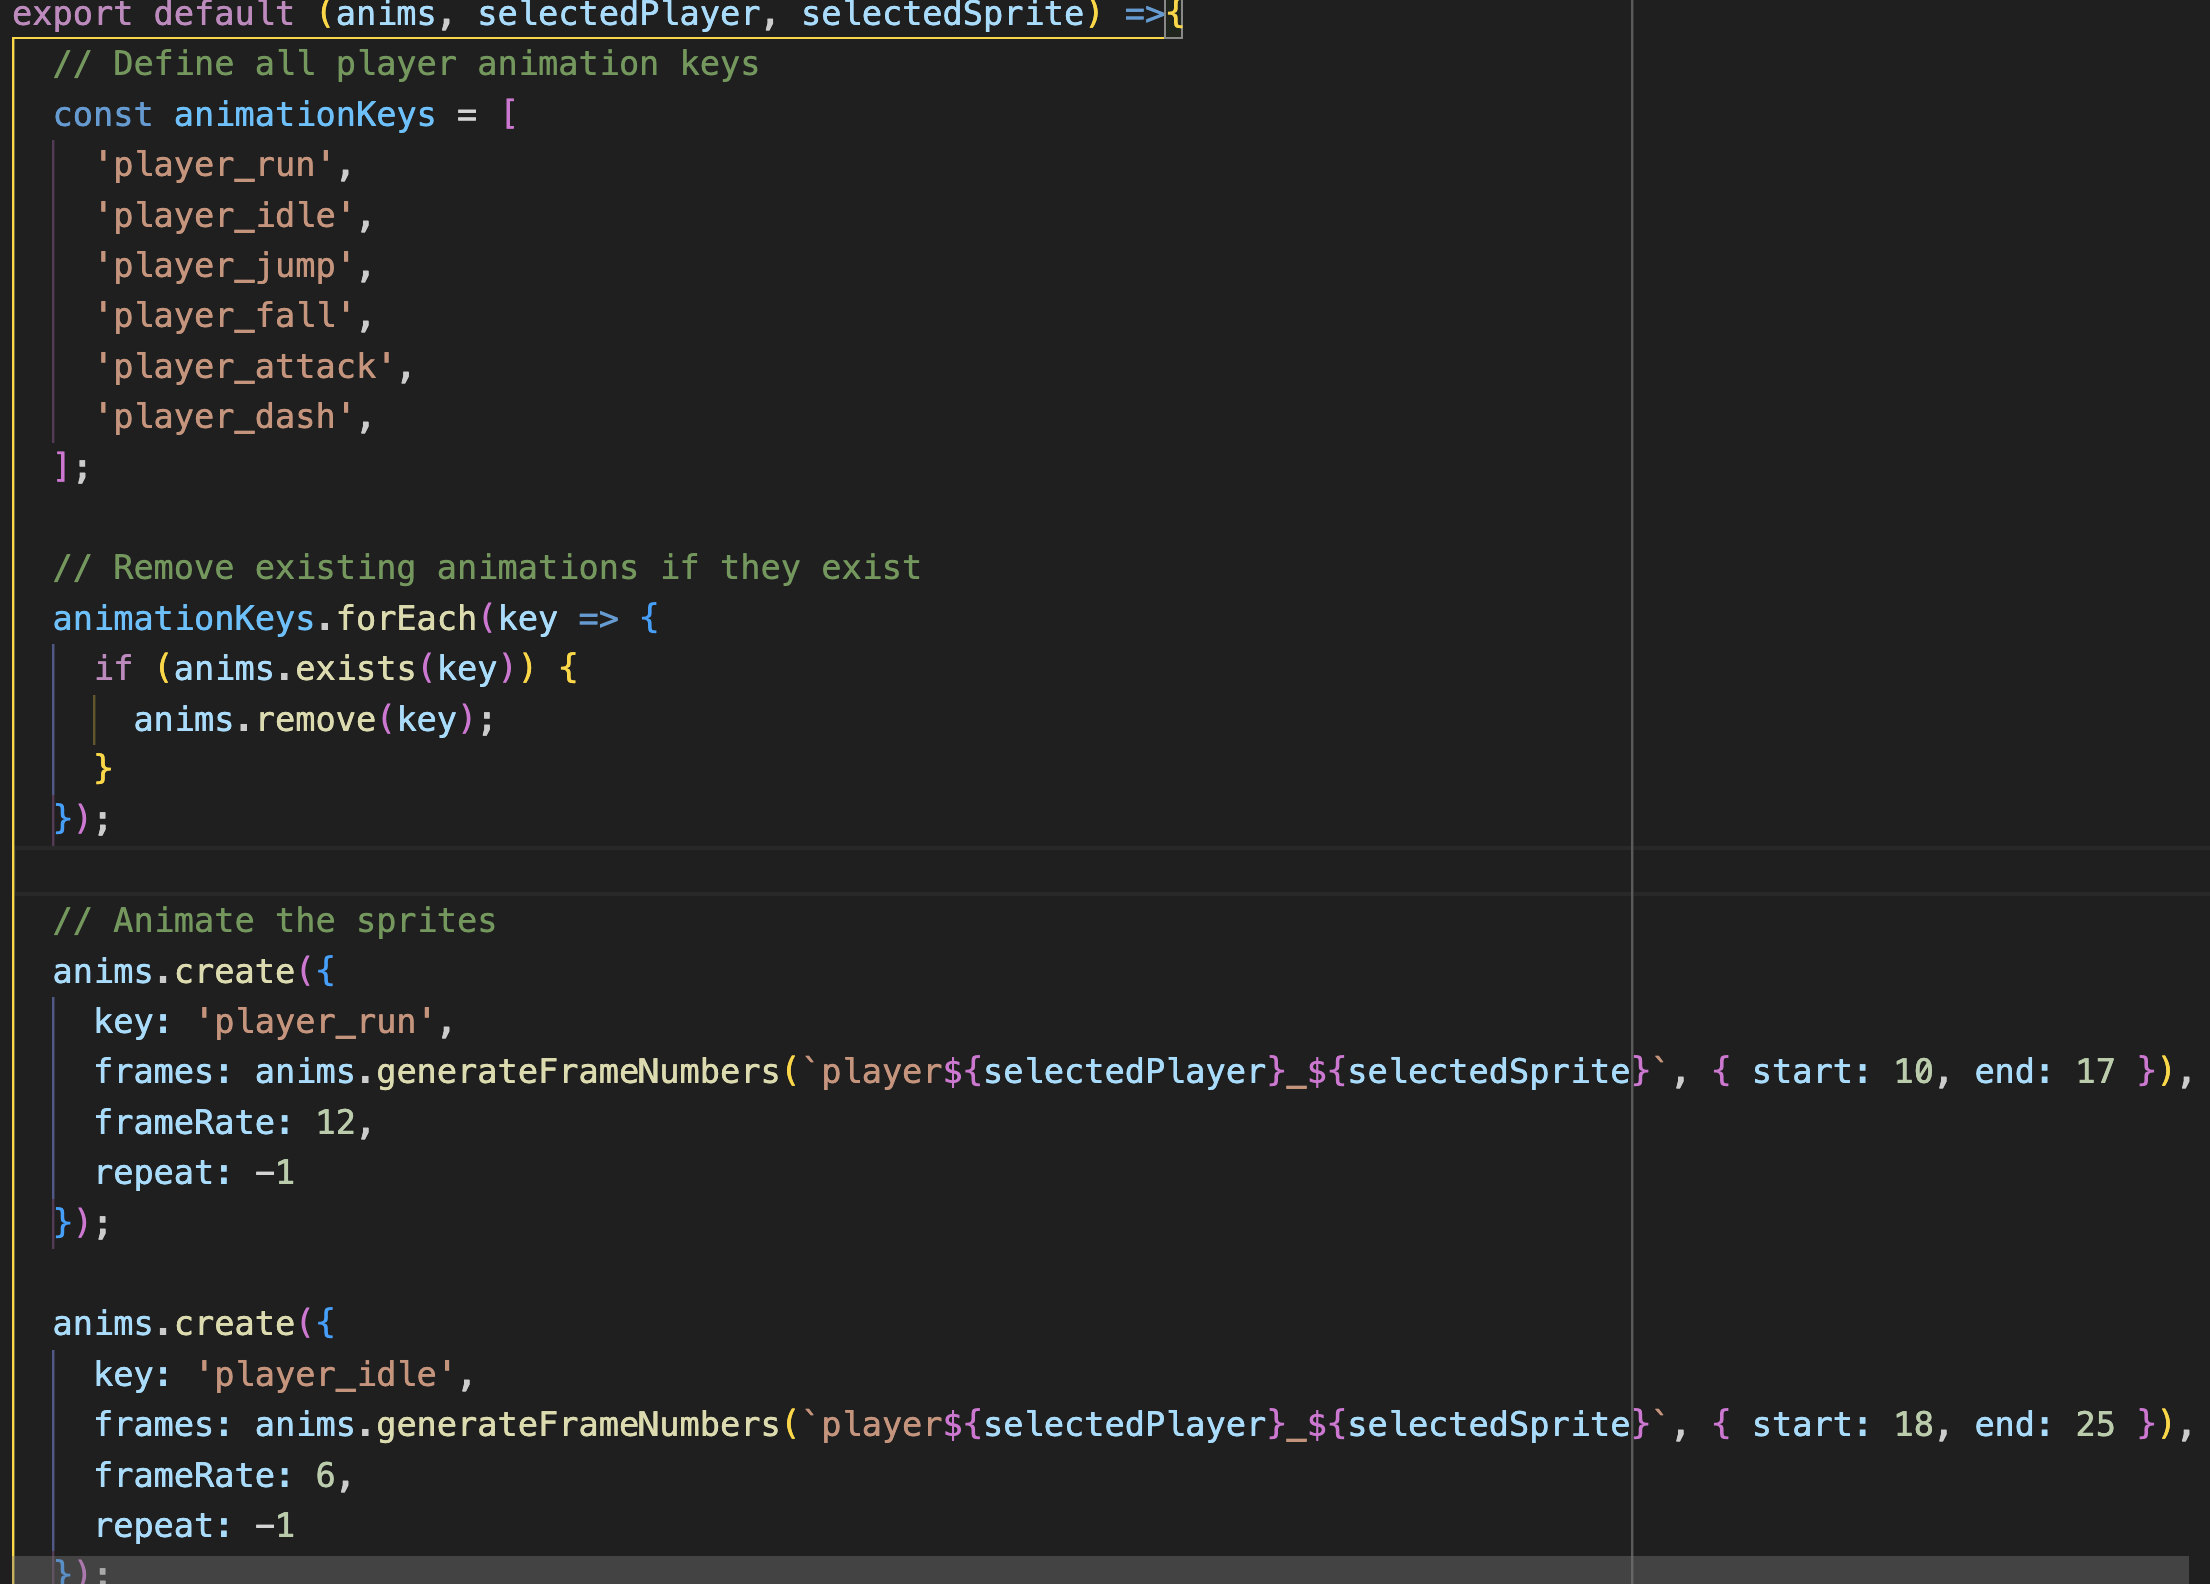 export default (anims, selectedPlayer, selectedSprite) =>{
  // Define all player animation keys
  const animationKeys = [
    'player_run',
    'player_idle',
    'player_jump',
    'player_fall',
    'player_attack',
    'player_dash',
  ];

  // Remove existing animations if they exist
  animationKeys.forEach(key => {
    if (anims.exists(key)) {
      anims.remove(key);
    }
  });

  // Animate the sprites
  anims.create({
    key: 'player_run',
    frames: anims.generateFrameNumbers(`player${selectedPlayer}_${selectedSprite}`, { start: 10, end: 17 }),
    frameRate: 12,
    repeat: -1
  });

  anims.create({
    key: 'player_idle',
    frames: anims.generateFrameNumbers(`player${selectedPlayer}_${selectedSprite}`, { start: 18, end: 25 }),
    frameRate: 6,
    repeat: -1
  });